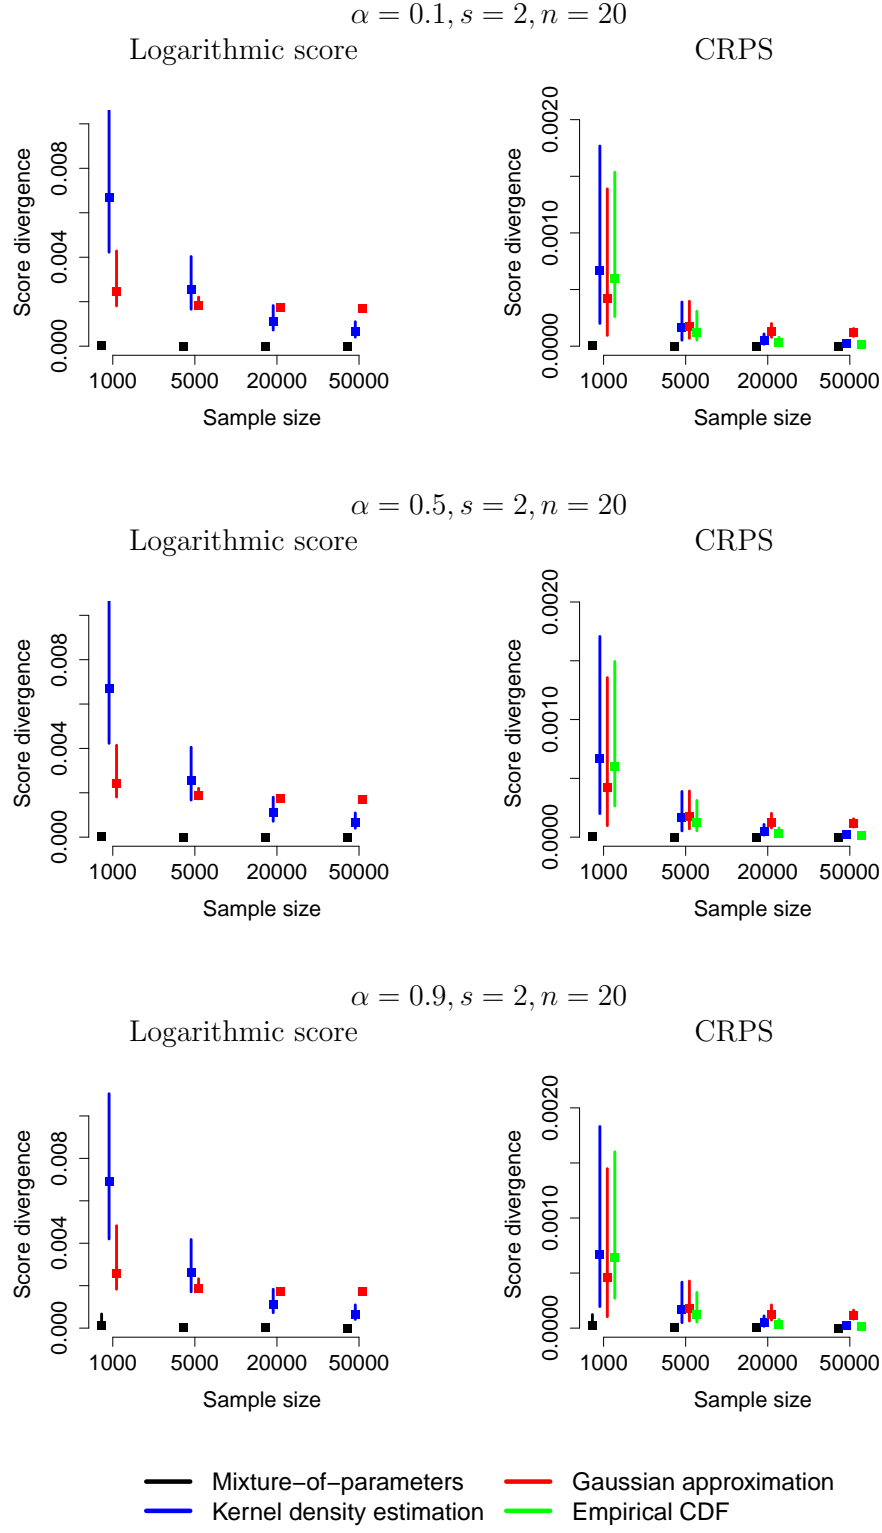 α = 0.1, s = 2, n = 20
Logarithmic score
CRPS
Score divergence
0.000
0.004
0.008
1000 5000 20000 50000
Sample size
Score divergence
0.0000
0.0010
0.0020
1000 5000 20000 50000
Sample size
α = 0.5, s = 2, n = 20
Logarithmic score
CRPS
Score divergence
0.000
0.004
0.008
1000 5000 20000 50000
Sample size
Score divergence
0.0000
0.0010
0.0020
1000 5000 20000 50000
Sample size
α = 0.9, s = 2, n = 20
Logarithmic score
CRPS
Score divergence
0.000
0.004
0.008
1000 5000 20000 50000
Sample size
Score divergence
0.0000
0.0010
0.0020
1000 5000 20000 50000
Sample size
Mixture−of−parameters
Gaussian approximation
Kernel density estimation
Empirical CDF